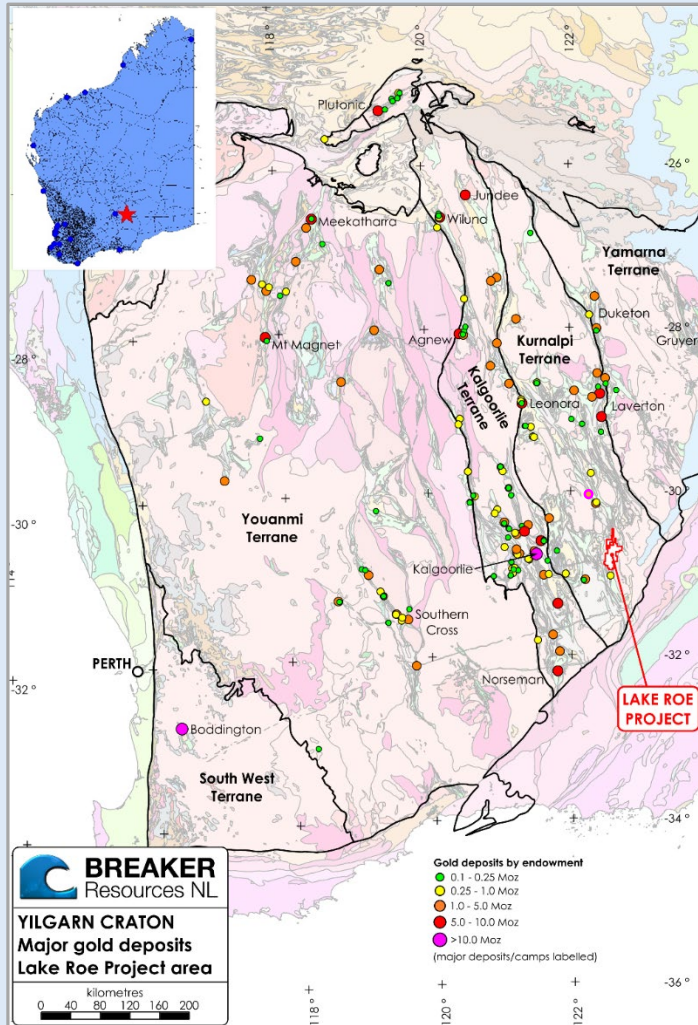 118 °
120 °
122 °
Plutonic
-26 °
Jundee
Meekatharra
Wiluna
Yamarna
Terrane
Duketon
Kurnalpi
Terrane
Gruyer
Mt Magnet
Agnew
-28 °
-28 °
Kalgoorlie
Terrane
Leonora
Laverton
-30 °
Youanmi
Terrane
-30 °
Kalgoorlie
Southern
Cross
-32 °
PERTH
-32 °
Norseman
LAKE ROE
PROJECT
Boddington
South West
Terrane
-34 °
BREAKER
Resources NL
YILGARN CRATON
Major gold deposits
Lake Roe Project area
kilometres
0 40 80 120 160 200
Gold deposits by endowment
0.1 - 0.25 Moz
0.25 - 1.0 Moz
1.0 - 5.0 Moz
5.0 - 10.0 Moz
>10.0 Moz
(major deposits/camps labelled)
-36 °
118 °
120 °
122 °